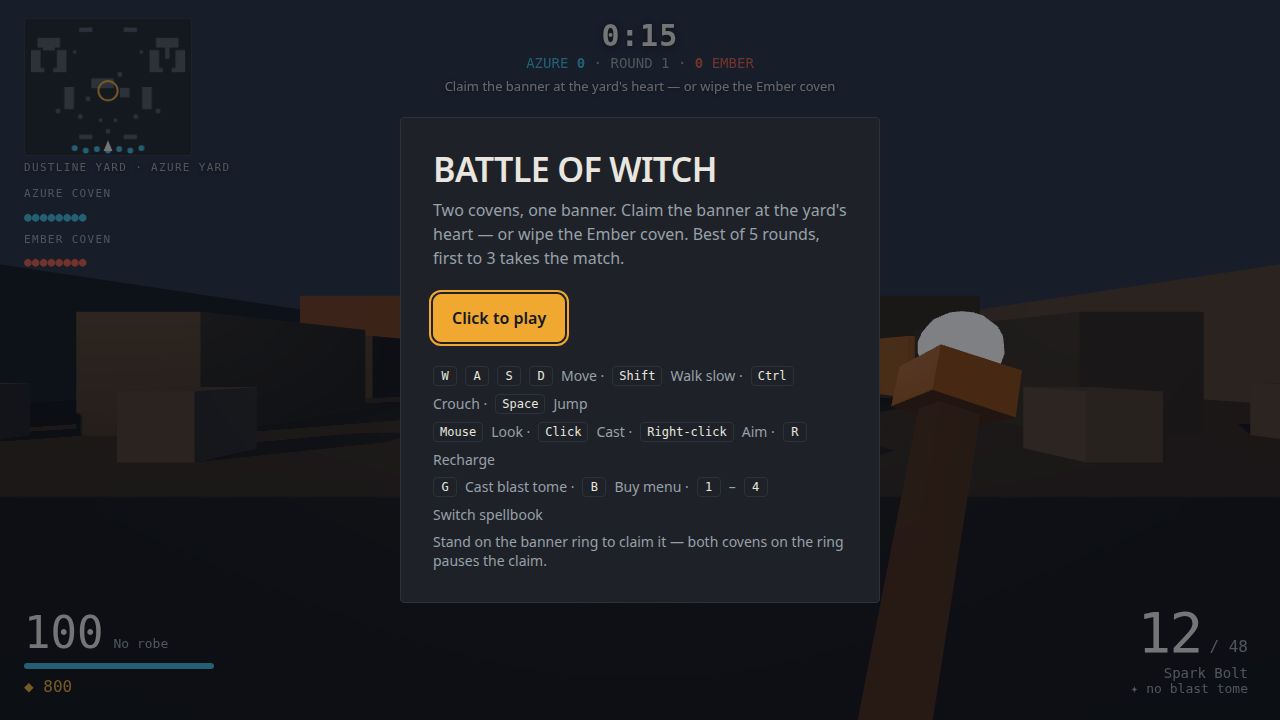 0:15
AZURE 0 · ROUND 1 · 0 EMBER
Claim the banner at the yard's heart — or wipe the Ember coven
DUSTLINE YARD · AZURE YARD
AZURE COVEN
EMBER COVEN
BATTLE OF WITCH
Two covens, one banner. Claim the banner at the yard's
heart — or wipe the Ember coven. Best of 5 rounds,
first to 3 takes the match.
Click to play
W A S D Move · Shift Walk slow · Ctrl
Crouch · Space Jump
Mouse Look · Click Cast · Right-click Aim · R
Recharge
G Cast blast tome · B Buy menu · 1 – 4
Switch spellbook
Stand on the banner ring to claim it — both covens on the ring
pauses the claim.
100 No robe
◆ 800
12 / 48
Spark Bolt
✦ no blast tome